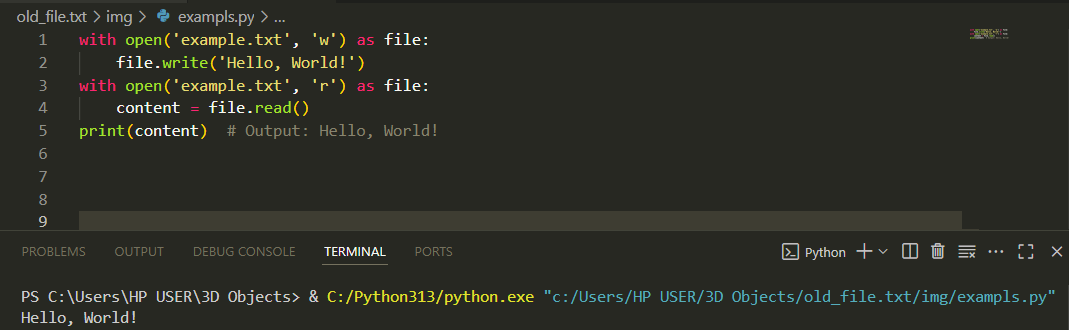 old_file.txt > img > exampls.py > ...
1 with open('example.txt', 'w') as file:
2     file.write('Hello, World!')
3 with open('example.txt', 'r') as file:
4     content = file.read()
5 print(content)  # Output: Hello, World!
6
7
8
9
PROBLEMS OUTPUT DEBUG CONSOLE TERMINAL PORTS Python
PS C:\Users\HP USER\3D Objects> & C:/Python313/python.exe "c:/Users/HP USER/3D Objects/old_file.txt/img/exampls.py"
Hello, World!